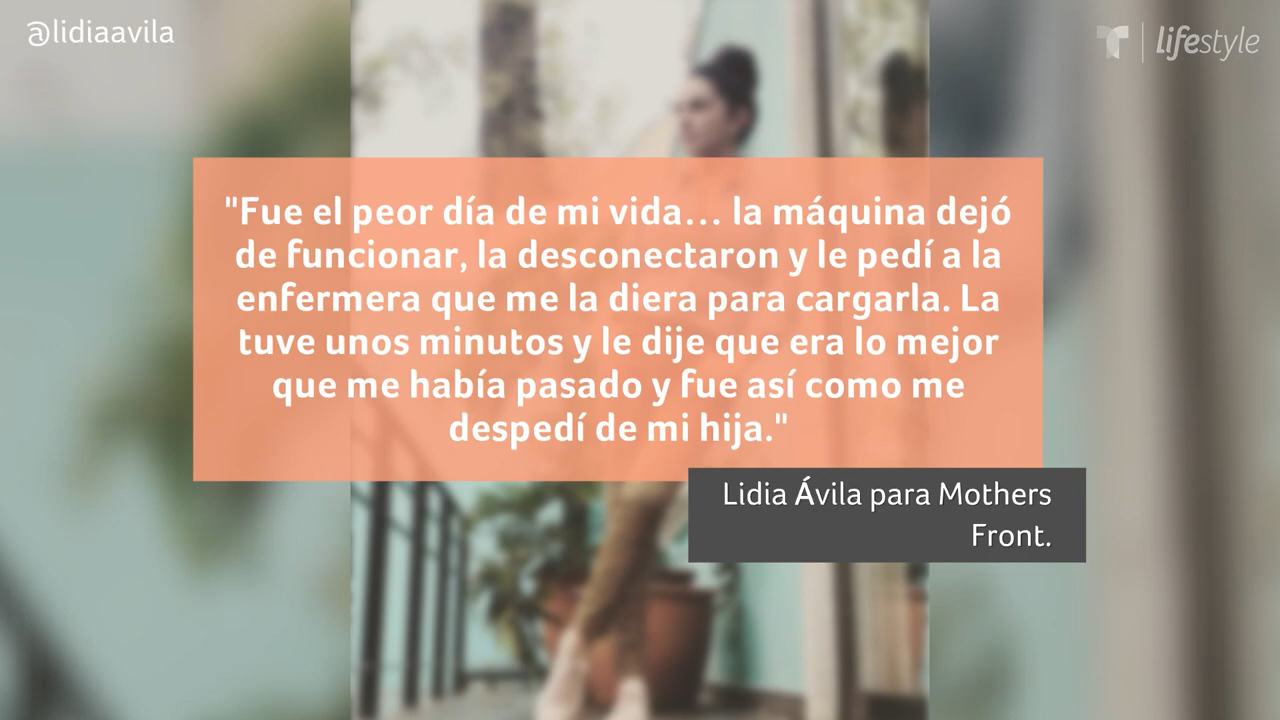 @lidiaavila
T | lifestyle
"Fue el peor día de mi vida... la máquina dejó
de funcionar, la desconectaron y le pedí a la
enfermera que me la diera para cargarla. La
tuve unos minutos y le dije que era lo mejor
que me había pasado y fue así como me
despedí de mi hija."
Lidia Ávila para Mothers
Front.